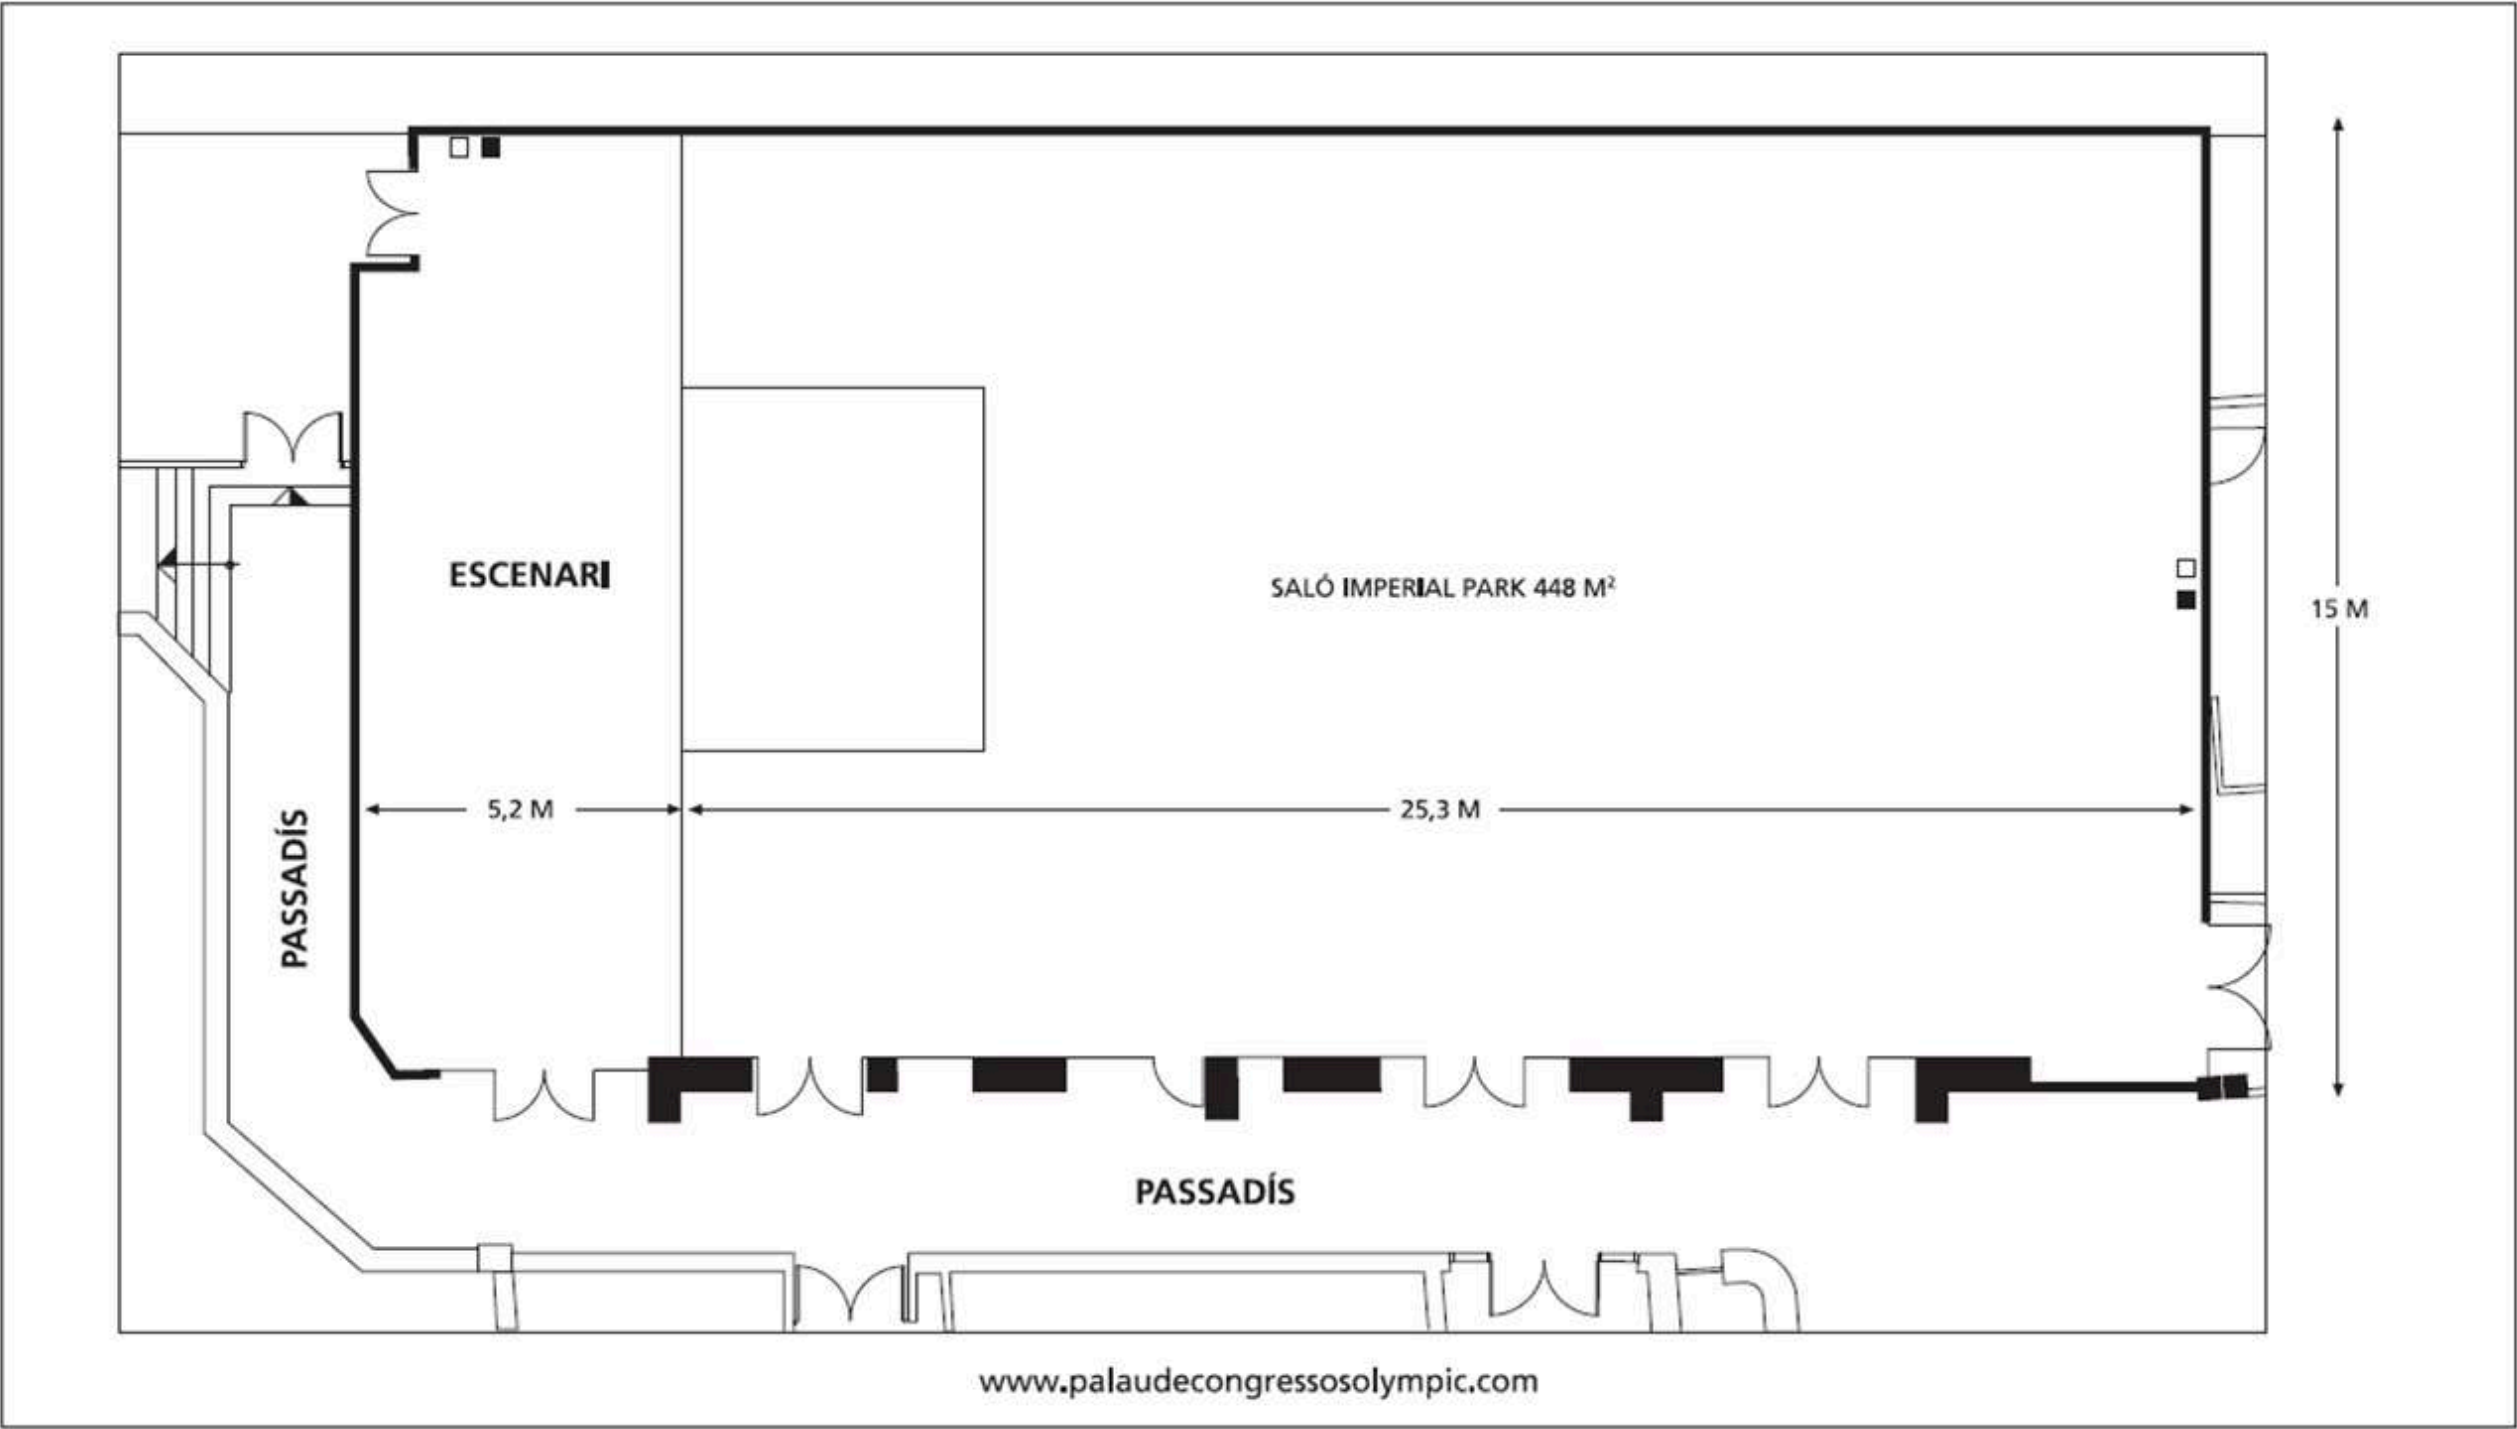 ESCENARI
SALÓ IMPERIAL PARK 448 M²
15 M
5,2 M
25,3 M
PASSADÍS
PASSADÍS
www.palaudecongressosolympic.com